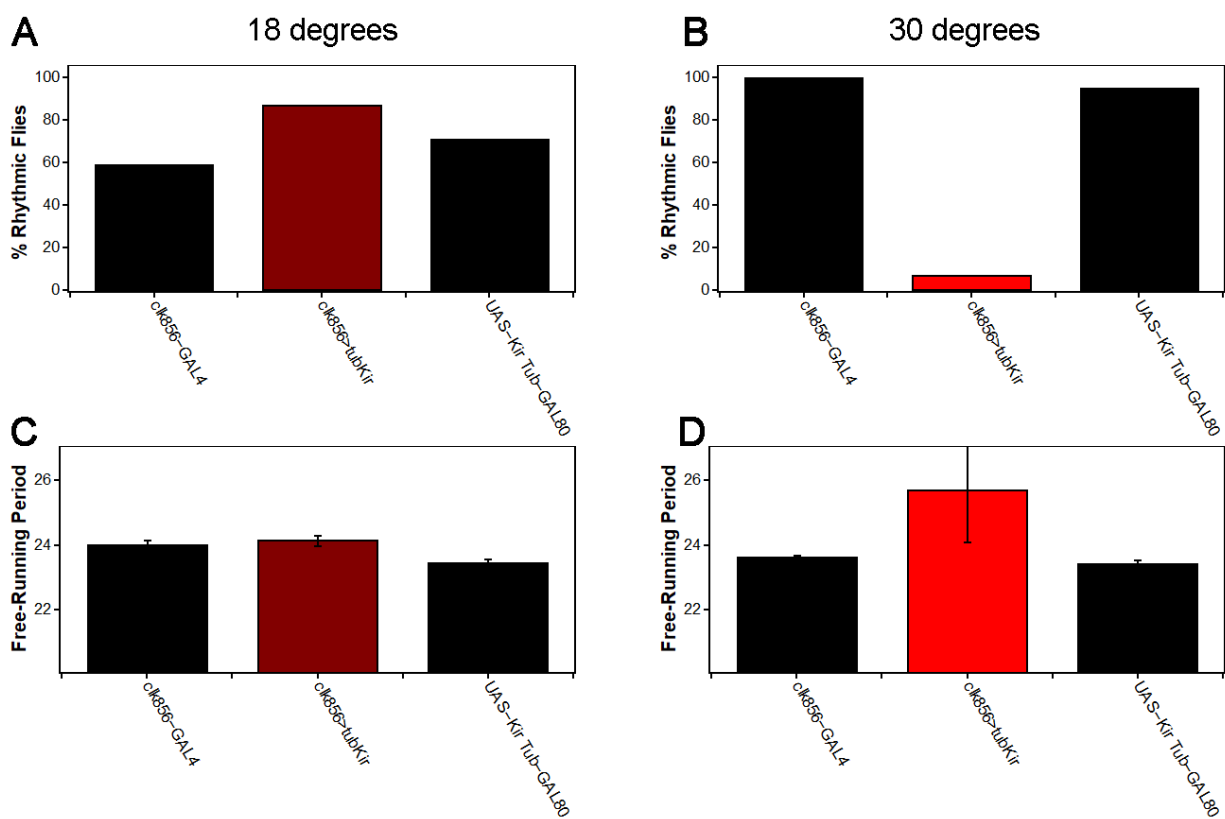 A
18 degrees
% Rhythmic Flies
100
80
60
40
20
0
clk856-GAL4
clk856>tubKir
UAS-Kir Tub-GAL80
B
30 degrees
% Rhythmic Flies
100
80
60
40
20
0
clk856-GAL4
clk856>tubKir
UAS-Kir Tub-GAL80
C
Free-Running Period
26
24
22
clk856-GAL4
clk856>tubKir
UAS-Kir Tub-GAL80
D
Free-Running Period
26
24
22
clk856-GAL4
clk856>tubKir
UAS-Kir Tub-GAL80